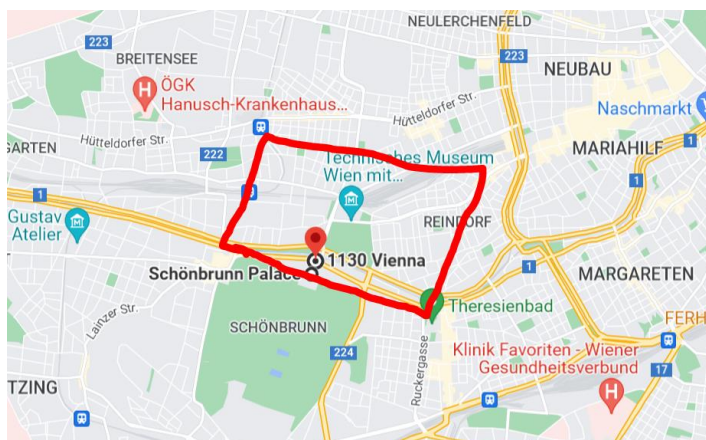 NEULERCHENFELD
223
223
BREITENSEE
NEUBAU
H
ÖGK
Hanusch-Krankenhaus...
Hütteldorfer Str.
Naschmarkt
Hütteldorfer Str.
GARTEN
222
Technisches Museum
Wien mit...
MARIAHILF
1
Gustav
Atelier
REINDORF
1130 Vienna
1
Schönbrunn Palace
MARGARETEN
Theresienbad
Lainzer Str.
SCHÖNBRUNN
FERH
224
Ruckergasse
Klinik Favoriten - Wiener
Gesundheitsverbund
17
TZING
H